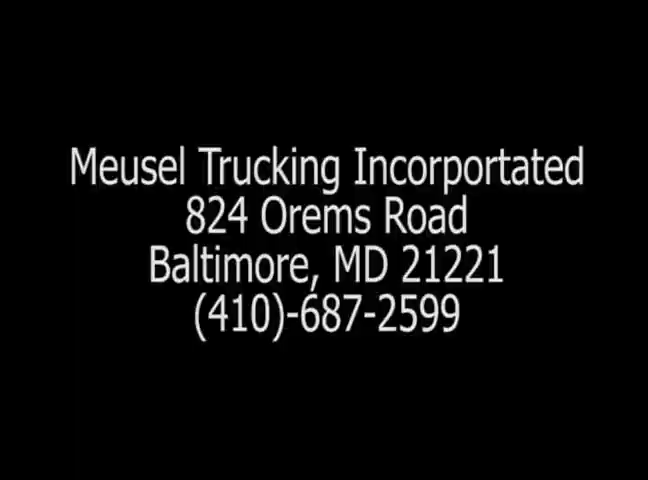 Meusel Trucking Incorportated
824 Orems Road
Baltimore, MD 21221
(410)-687-2599